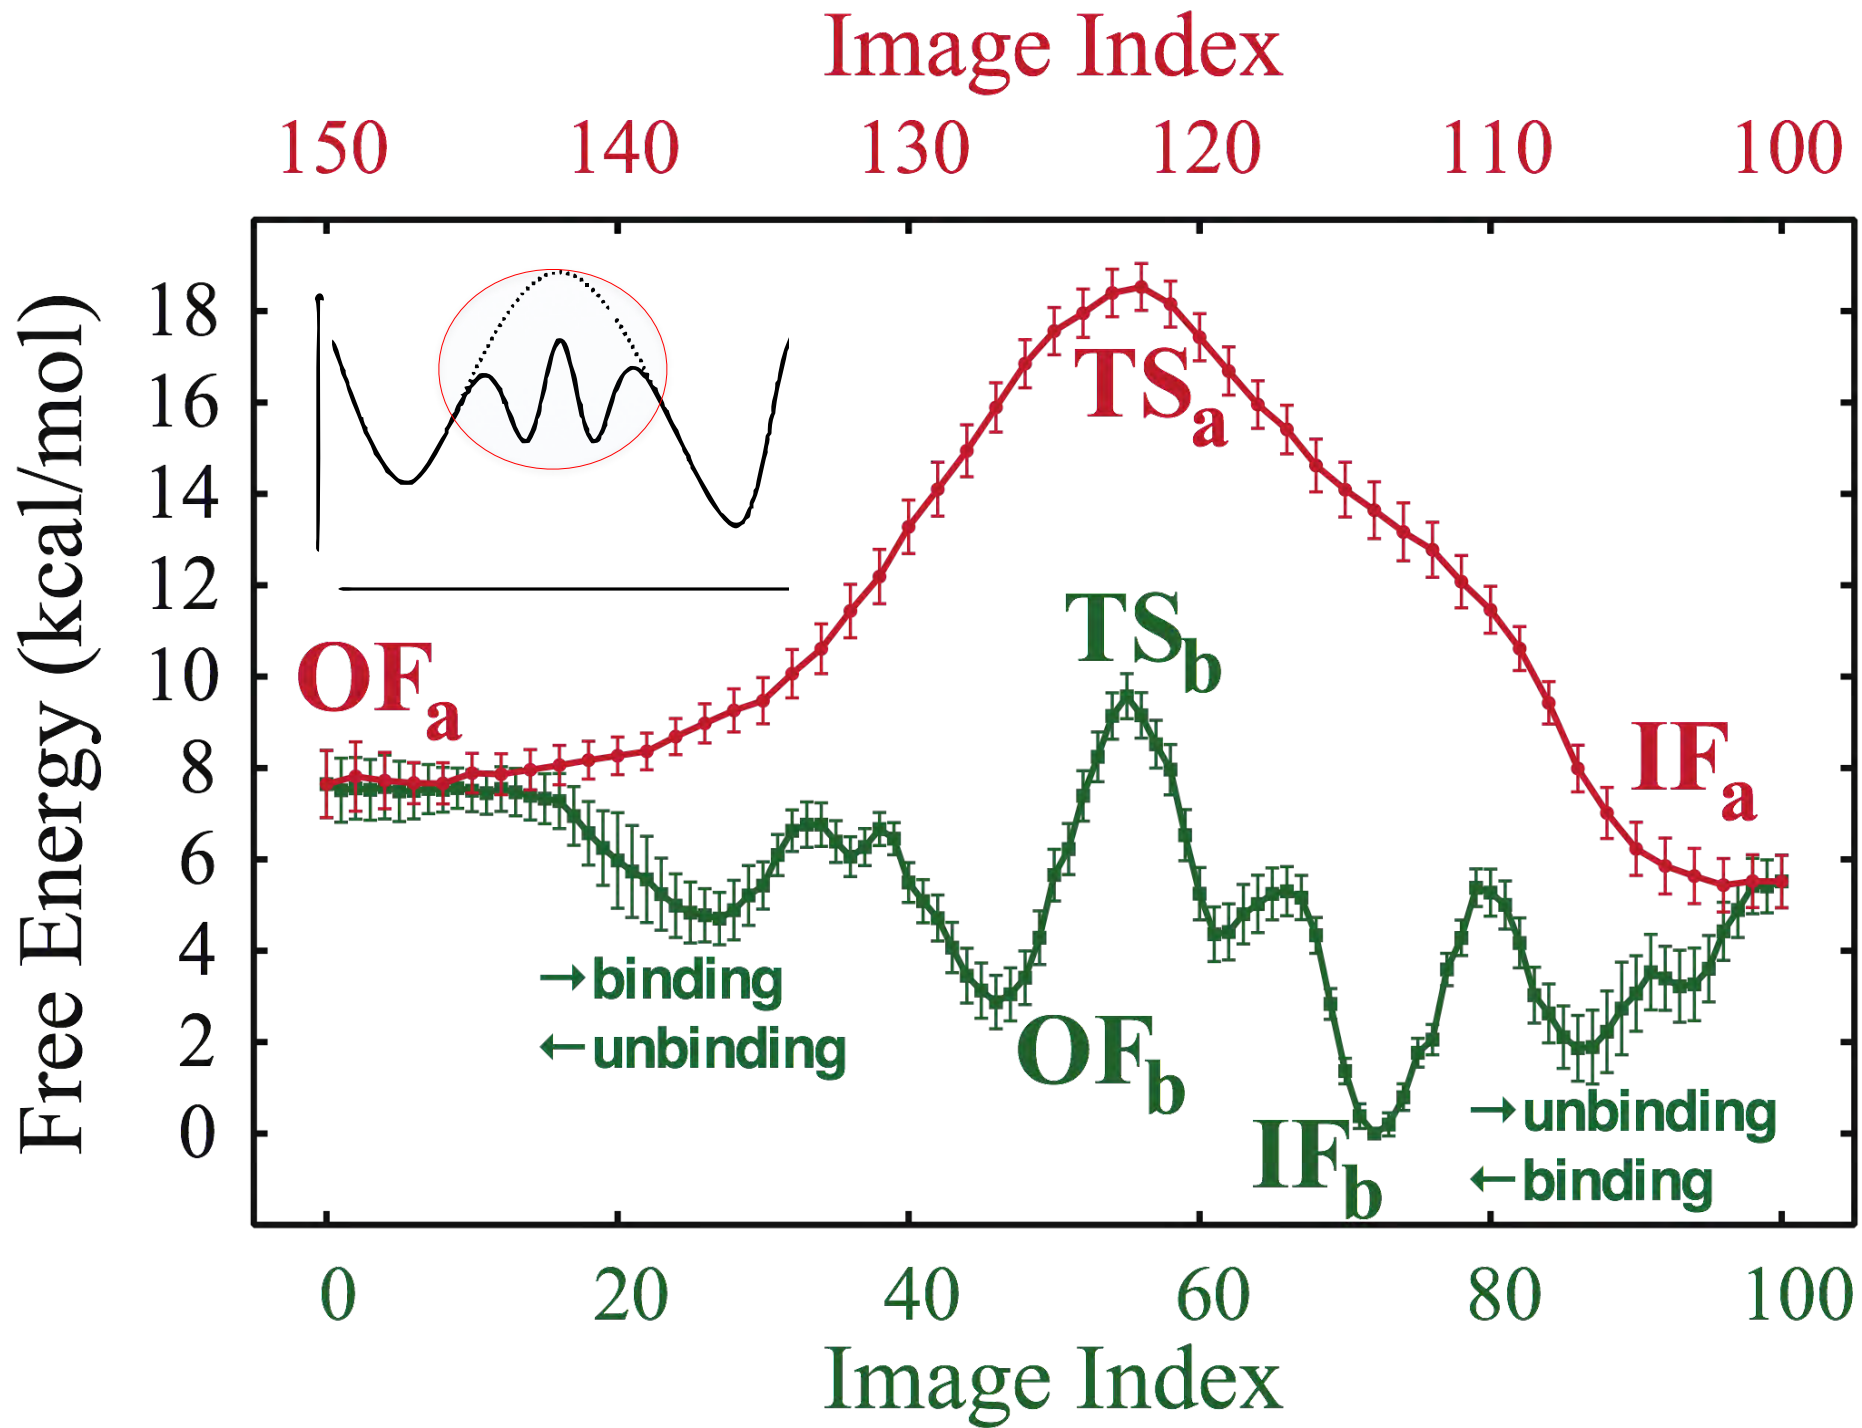 Image Index
150 140 130 120 110 100
Free Energy (kcal/mol)
18
16
14
12
10
8
6
4
2
0
OFa
TSa
IFa
TSb
OFb
IFb
→binding
←unbinding
→unbinding
←binding
0 20 40 60 80 100
Image Index